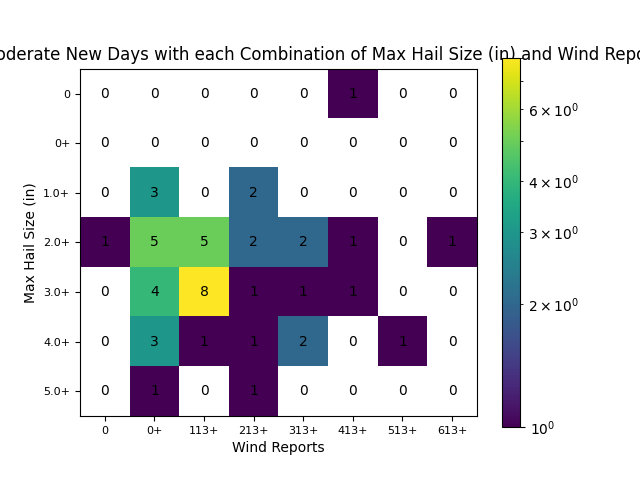 oderate New Days with each Combination of Max Hail Size (in) and Wind Repo
Max Hail Size (in)
0 0 0 0 0 0 1 0 0
0+ 0 0 0 0 0 0 0 0
1.0+ 0 3 0 2 0 0 0 0
2.0+ 1 5 5 2 2 1 0 1
3.0+ 0 4 8 1 1 1 0 0
4.0+ 0 3 1 1 2 0 1 0
5.0+ 0 1 0 1 0 0 0 0
0 0+ 113+ 213+ 313+ 413+ 513+ 613+
Wind Reports
6×10⁰
4×10⁰
3×10⁰
2×10⁰
10⁰